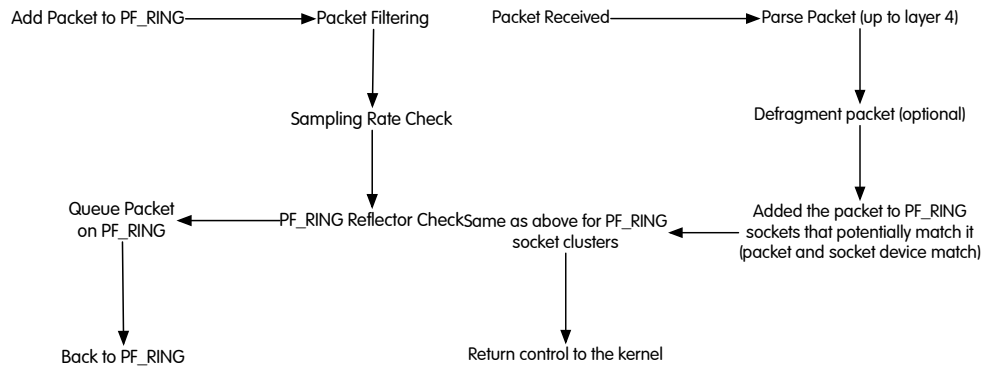 Add Packet to PF_RING
Packet Filtering
Sampling Rate Check
PF_RING Reflector Check
Queue Packet
on PF_RING
Back to PF_RING
Packet Received
Parse Packet (up to layer 4)
Defragment packet (optional)
Added the packet to PF_RING
sockets that potentially match it
(packet and socket device match)
Same as above for PF_RING
socket clusters
Return control to the kernel